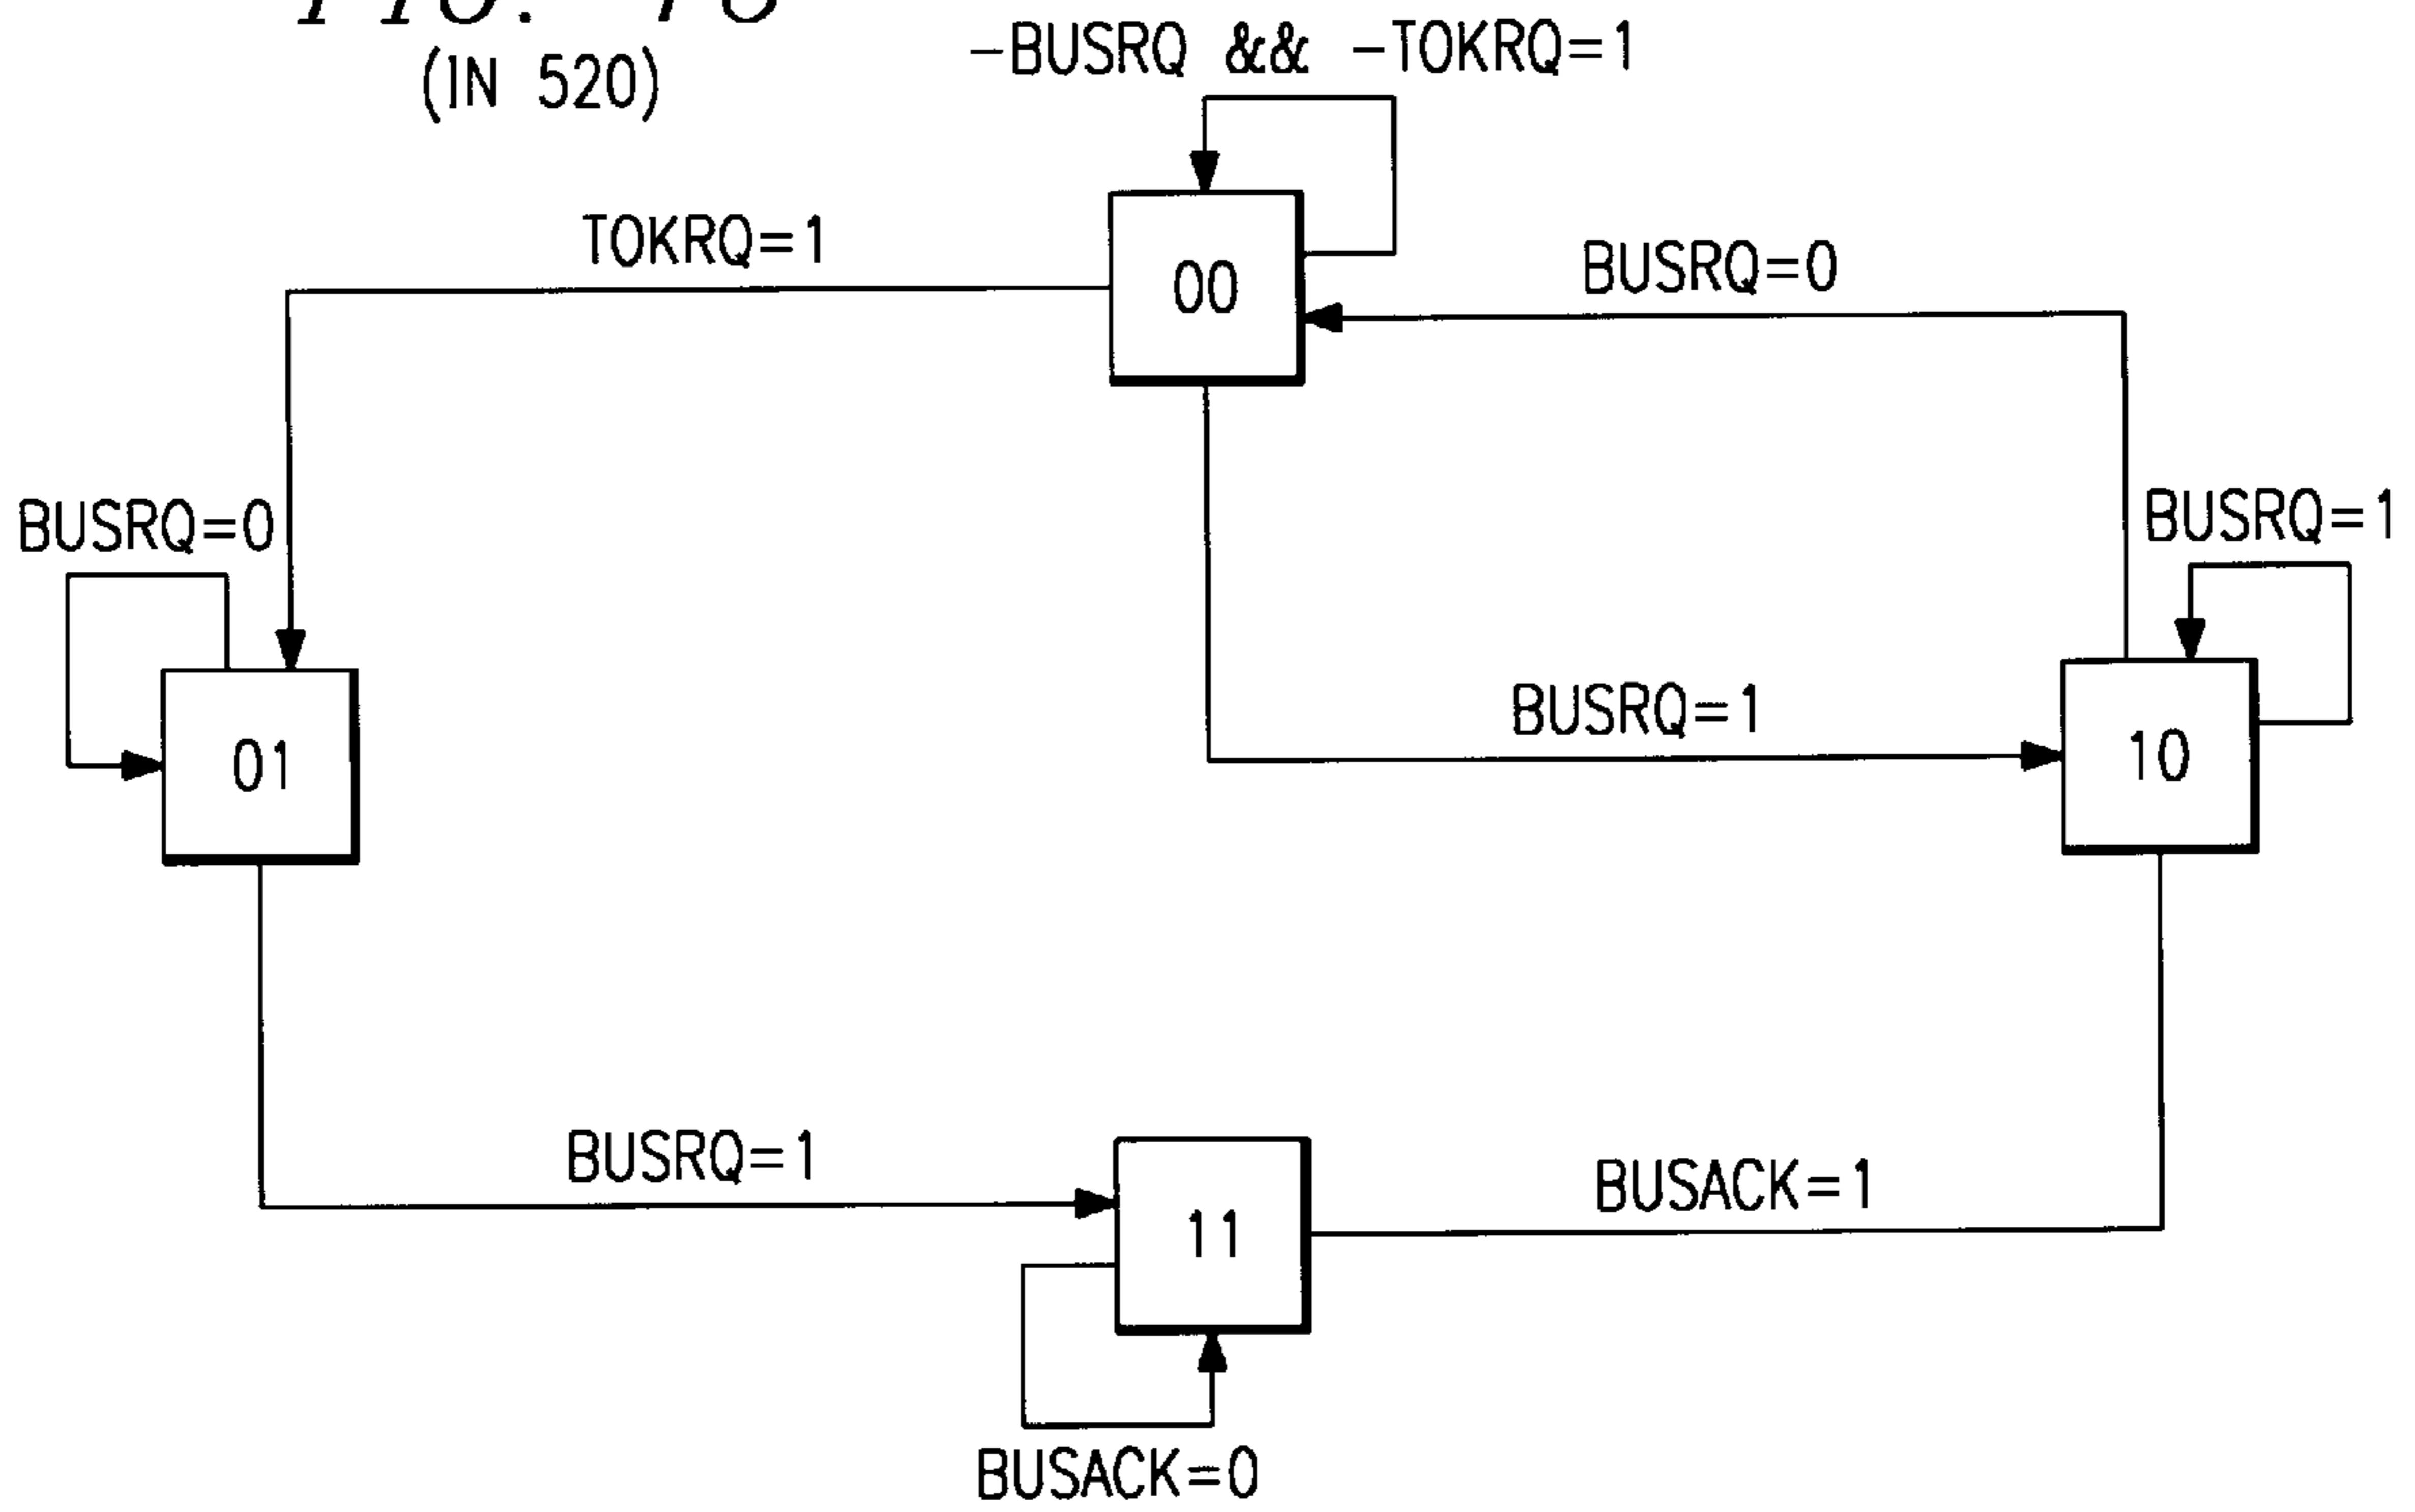 (IN 520)
-BUSRQ && -TOKRQ=1
TOKRQ=1
00
BUSRQ=0
BUSRQ=0
BUSRQ=1
01
BUSRQ=1
10
BUSRQ=1
11
BUSACK=1
BUSACK=0